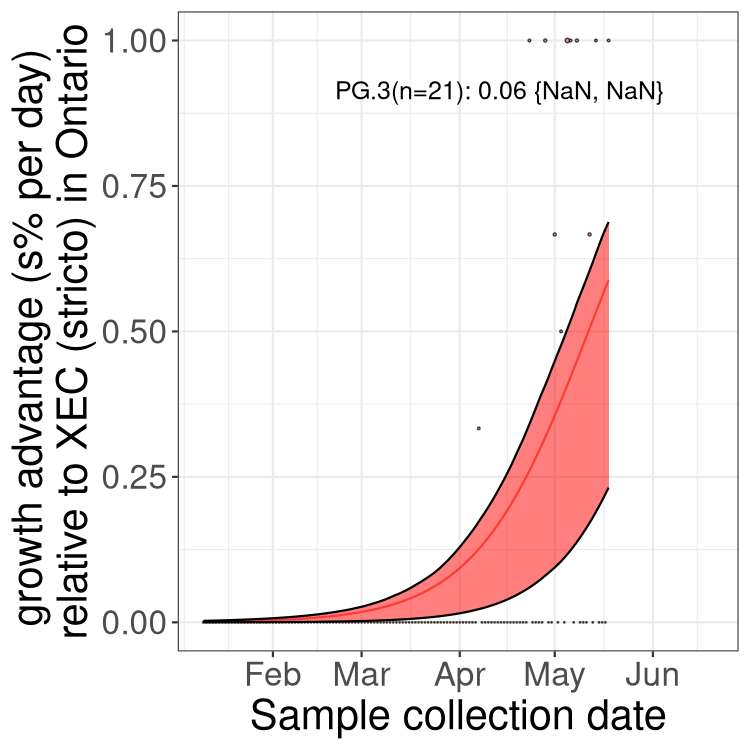 growth advantage (s% per day)
relative to XEC (stricto) in Ontario
1.00
0.75
0.50
0.25
0.00
PG.3(n=21): 0.06 {NaN, NaN}
Feb Mar Apr May Jun
Sample collection date